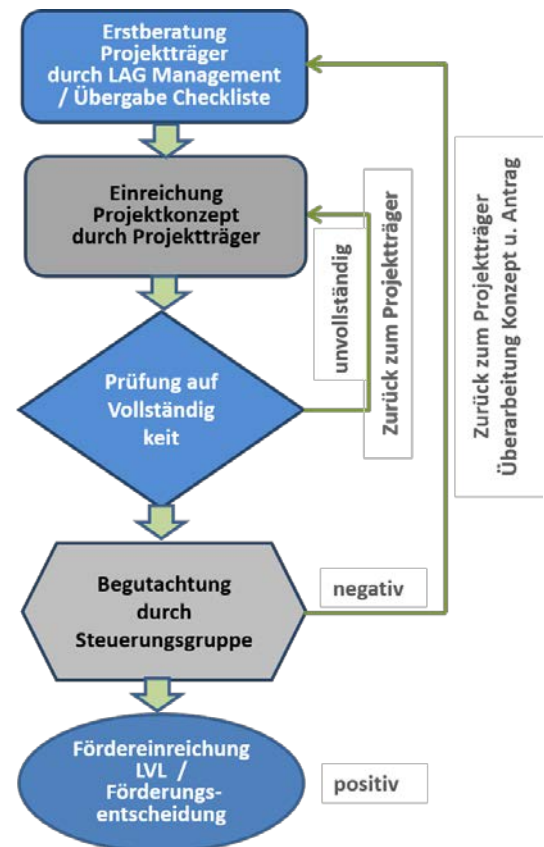 Erstberatung
Projektträger
durch LAG Management
/ Übergabe Checkliste
Einreichung
Projektkonzept
durch Projektträger
unvollständig
Zurück zum Projektträger
Zurück zum Projektträger
Überarbeitung Konzept u. Antrag
Prüfung auf
Vollständig
keit
Begutachtung
durch
Steuerungsgruppe
negativ
Fördereinreichung
LVL /
Förderungs-
entscheidung
positiv